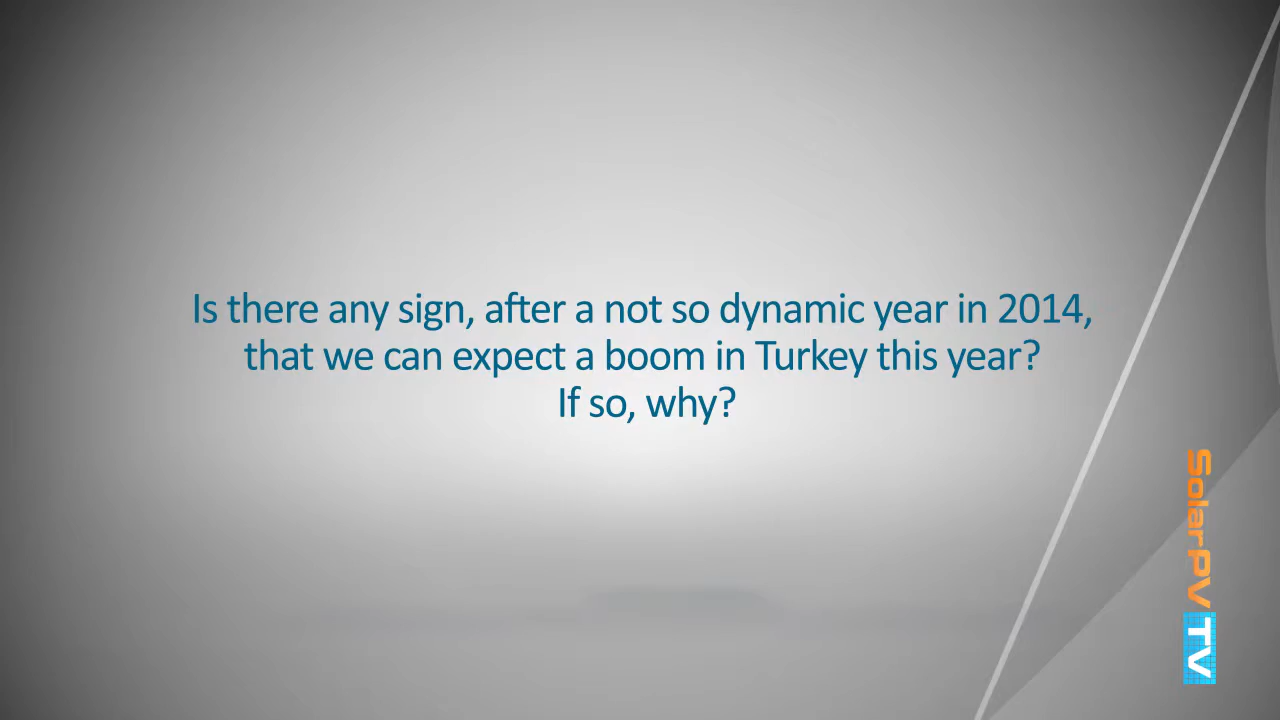 Is there any sign, after a not so dynamic year in 2014,
that we can expect a boom in Turkey this year?
If so, why?
SolarPV TV